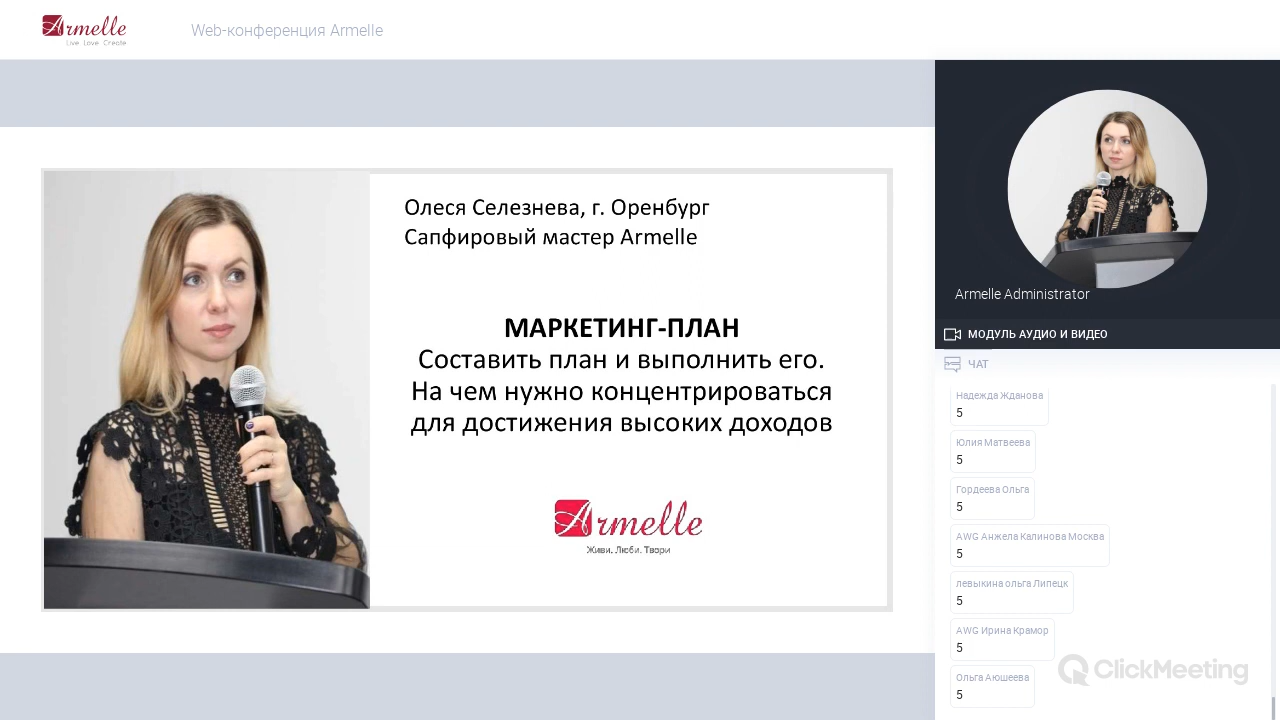 Armelle
Live Love Create
Web-конференция Armelle
Олеся Селезнева, г. Оренбург
Сапфировый мастер Armelle
МАРКЕТИНГ-ПЛАН
Составить план и выполнить его.
На чем нужно концентрироваться
для достижения высоких доходов
Armelle
Живи. Люби. Твори
Armelle Administrator
МОДУЛЬ АУДИО И ВИДЕО
ЧАТ
Надежда Жданова
5
Юлия Матвеева
5
Гордеева Ольга
5
AWG Анжела Калинова Москва
5
левыкина ольга Липецк
5
AWG Ирина Крамор
5
Ольга Аюшеева
5
ClickMeeting